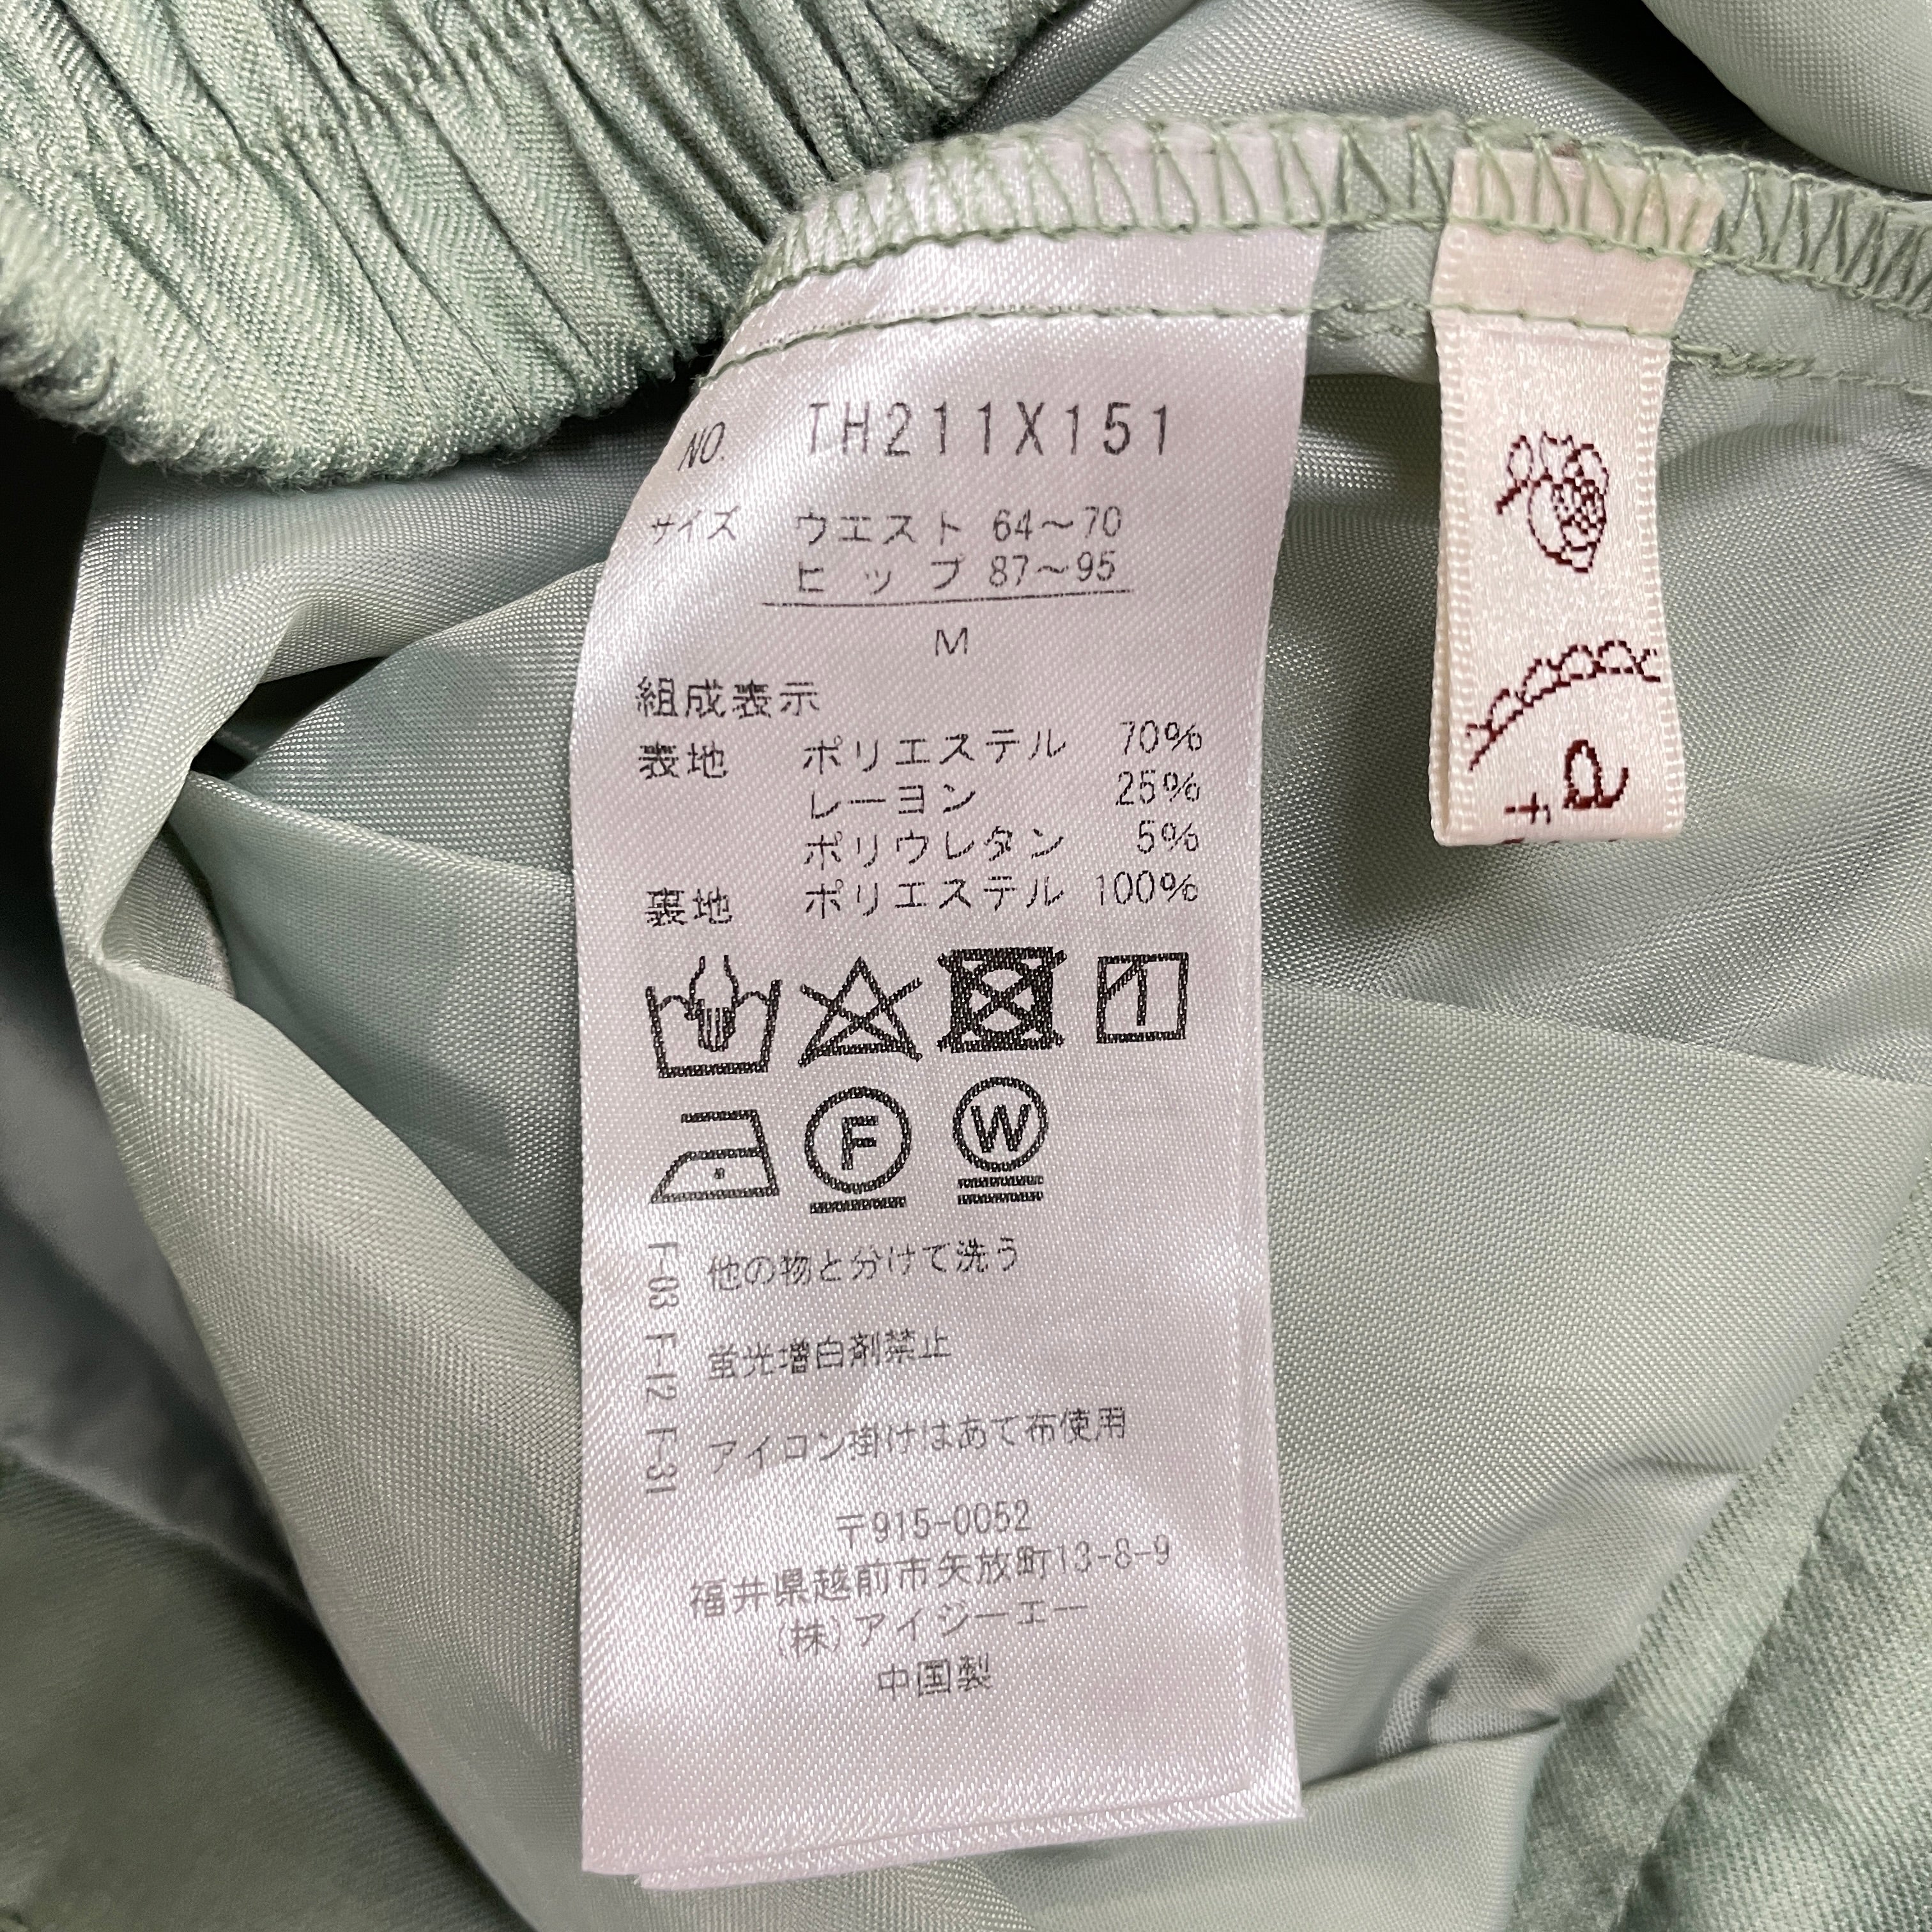 NO. TH211X151
サイズ ウエスト 64～70
ヒップ 87～95
M
組成表示
表地 ポリエステル 70%
レーヨン 25%
ポリウレタン 5%
裏地 ポリエステル 100%
1
F W
F-03 他の物と分けて洗う
F-12 蛍光増白剤禁止
F-31 アイロン掛けはあて布使用
〒915-0052
福井県越前市矢放町13-8-9
(株)アイジーエー
中国製